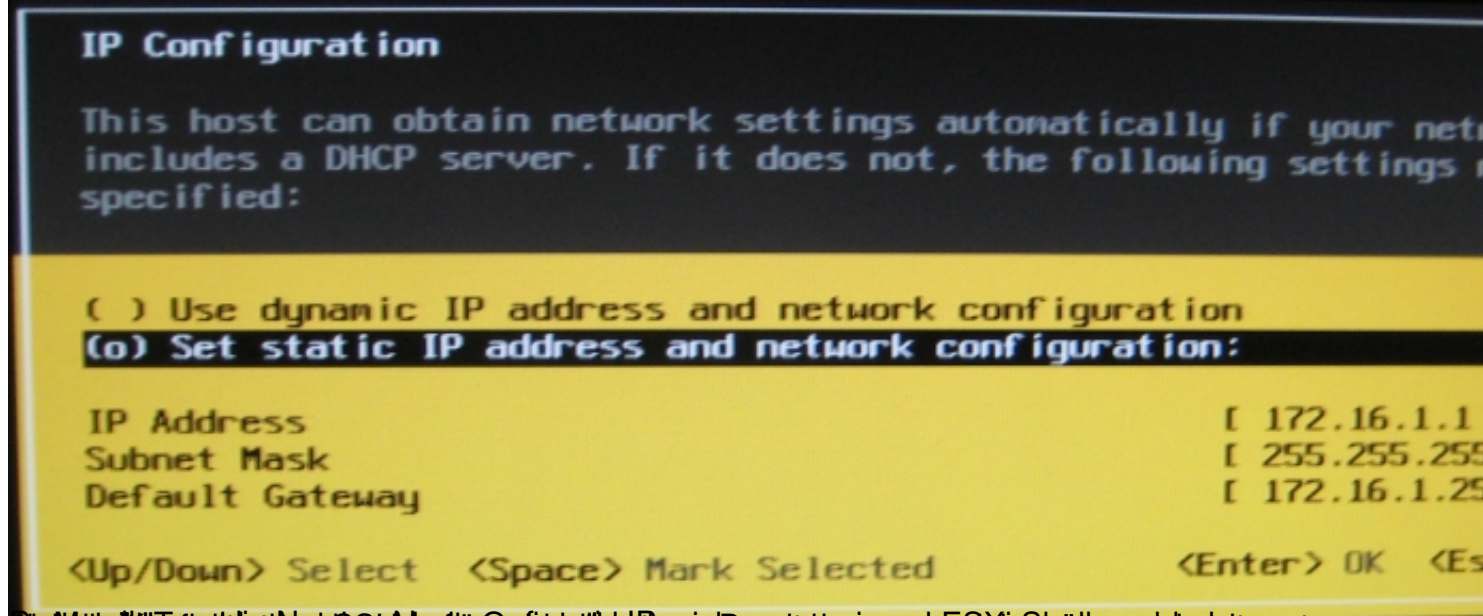 IP Configuration
This host can obtain network settings automatically if your
includes a DHCP server. If it does not, the following settings
specified:
( ) Use dynamic IP address and network configuration
(o) Set static IP address and network configuration:
IP Address [ 172.16.1.1
Subnet Mask [ 255.255.255
Default Gateway [ 172.16.1.25
<Up/Down> Select <Space> Mark Selected <Enter> OK